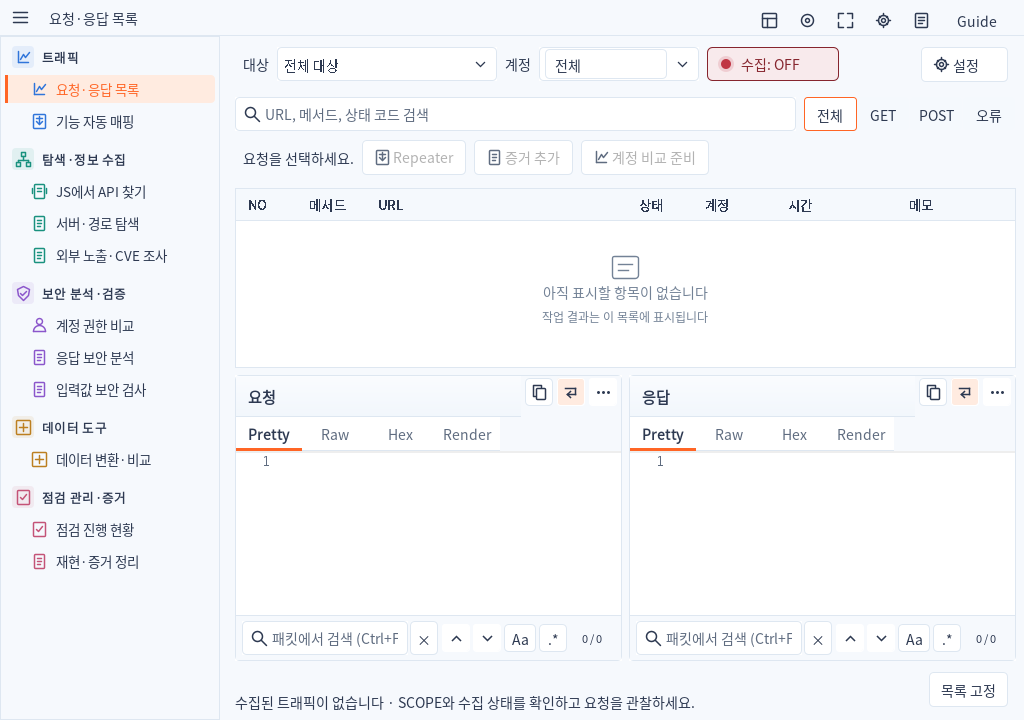 요청·응답 목록
Guide
트래픽
요청·응답 목록
기능 자동 매핑
탐색·정보 수집
JS에서 API 찾기
서버·경로 탐색
외부 노출·CVE 조사
보안 분석·검증
계정 권한 비교
응답 보안 분석
입력값 보안 검사
데이터 도구
데이터 변환·비교
점검 관리·증거
점검 진행 현황
재현·증거 정리
대상 전체 대상 계정 전체 수집: OFF 설정
URL, 메서드, 상태 코드 검색 전체 GET POST 오류
요청을 선택하세요. Repeater 증거 추가 계정 비교 준비
NO 메서드 URL 상태 계정 시간 메모
아직 표시할 항목이 없습니다
작업 결과는 이 목록에 표시됩니다
요청
Pretty Raw Hex Render
1
패킷에서 검색 (Ctrl+F × Aa .* 0/0
응답
Pretty Raw Hex Render
1
패킷에서 검색 (Ctrl+F × Aa .* 0/0
목록 고정
수집된 트래픽이 없습니다 · SCOPE와 수집 상태를 확인하고 요청을 관찰하세요.